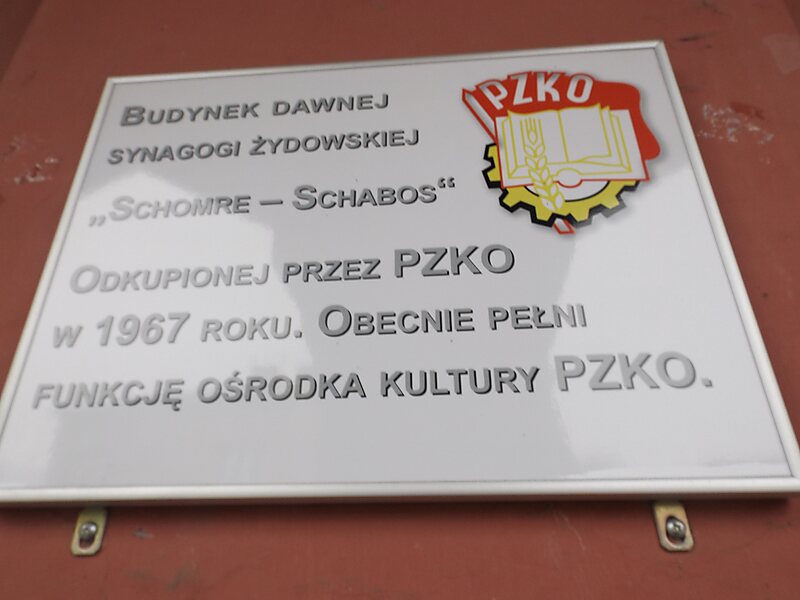 PZKO
BUDYNEK DAWNEJ
SYNAGOGI ŻYDOWSKIEJ
„SCHOMRE – SCHABOS“
ODKUPIONEJ PRZEZ PZKO
W 1967 ROKU. OBECNIE PEŁNI
FUNKCJĘ OŚRODKA KULTURY PZKO.